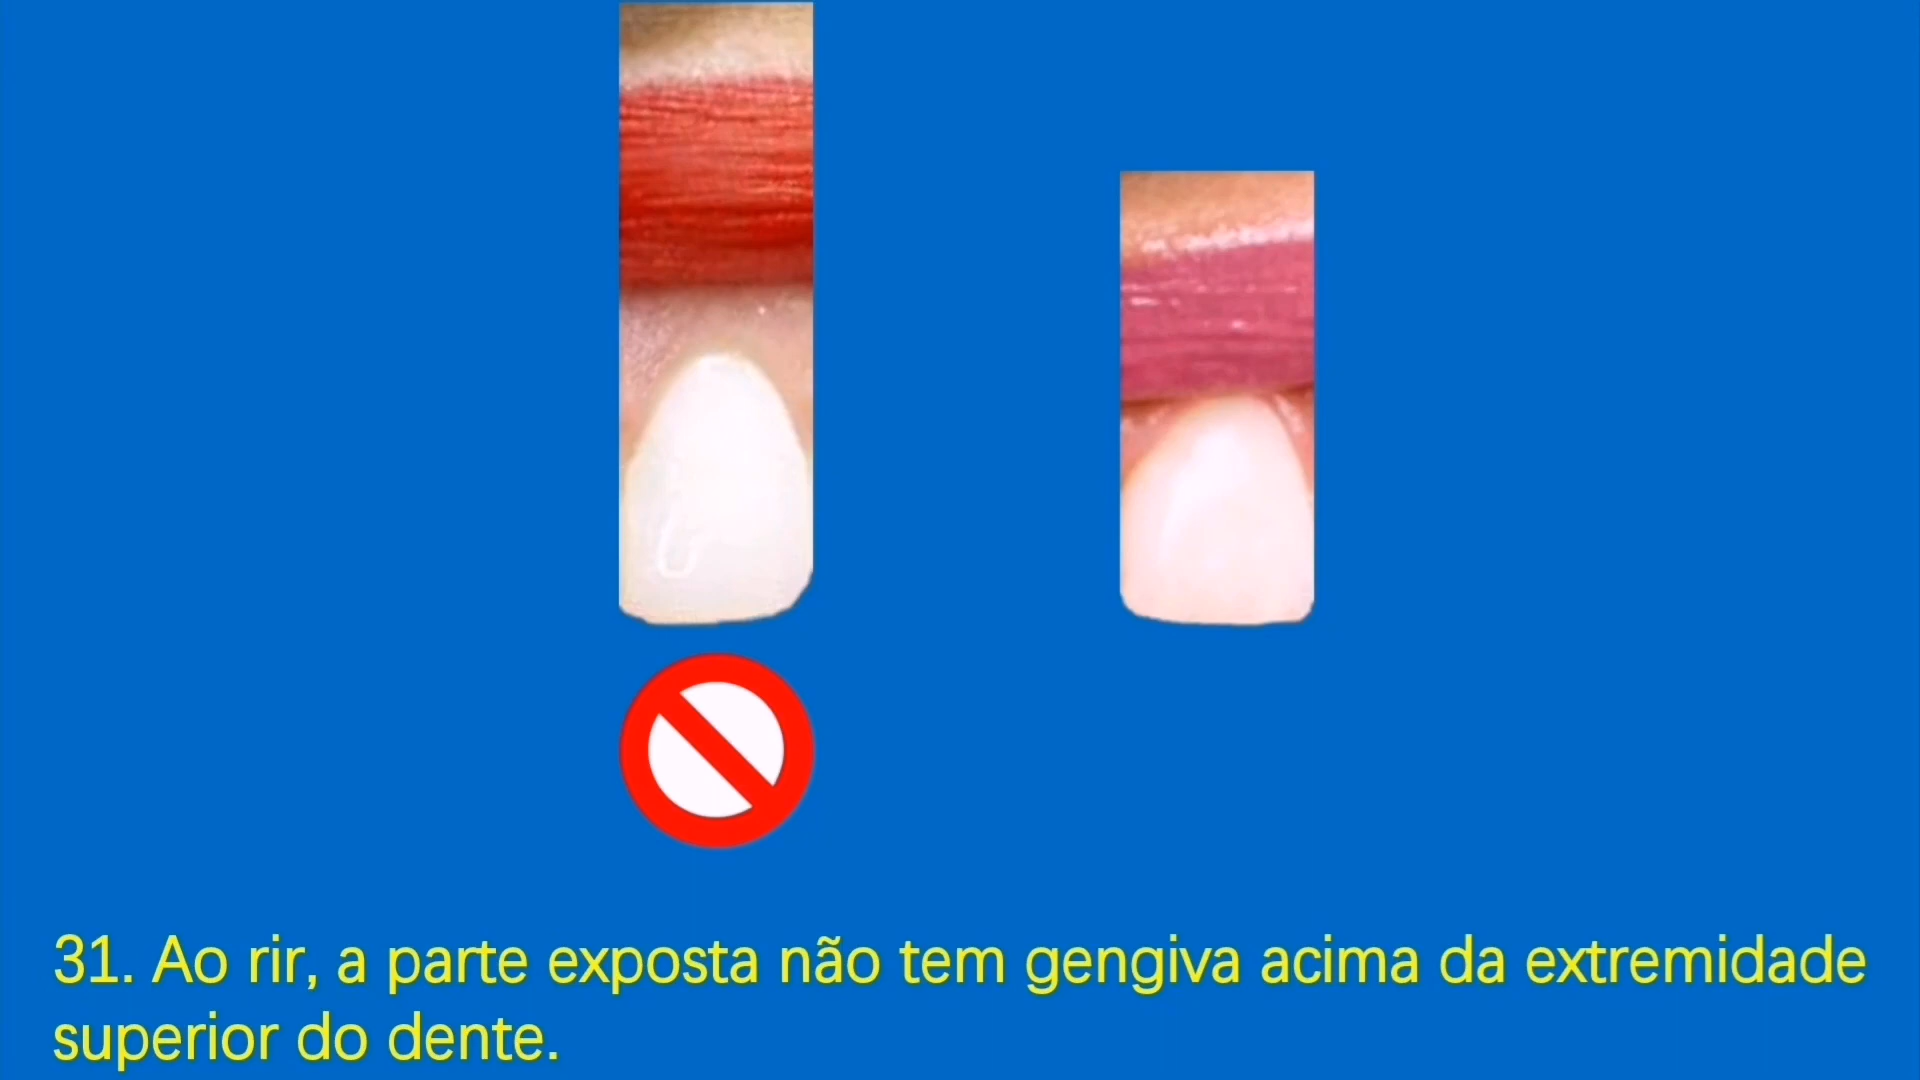 31. Ao rir, a parte exposta não tem gengiva acima da extremidade
superior do dente.